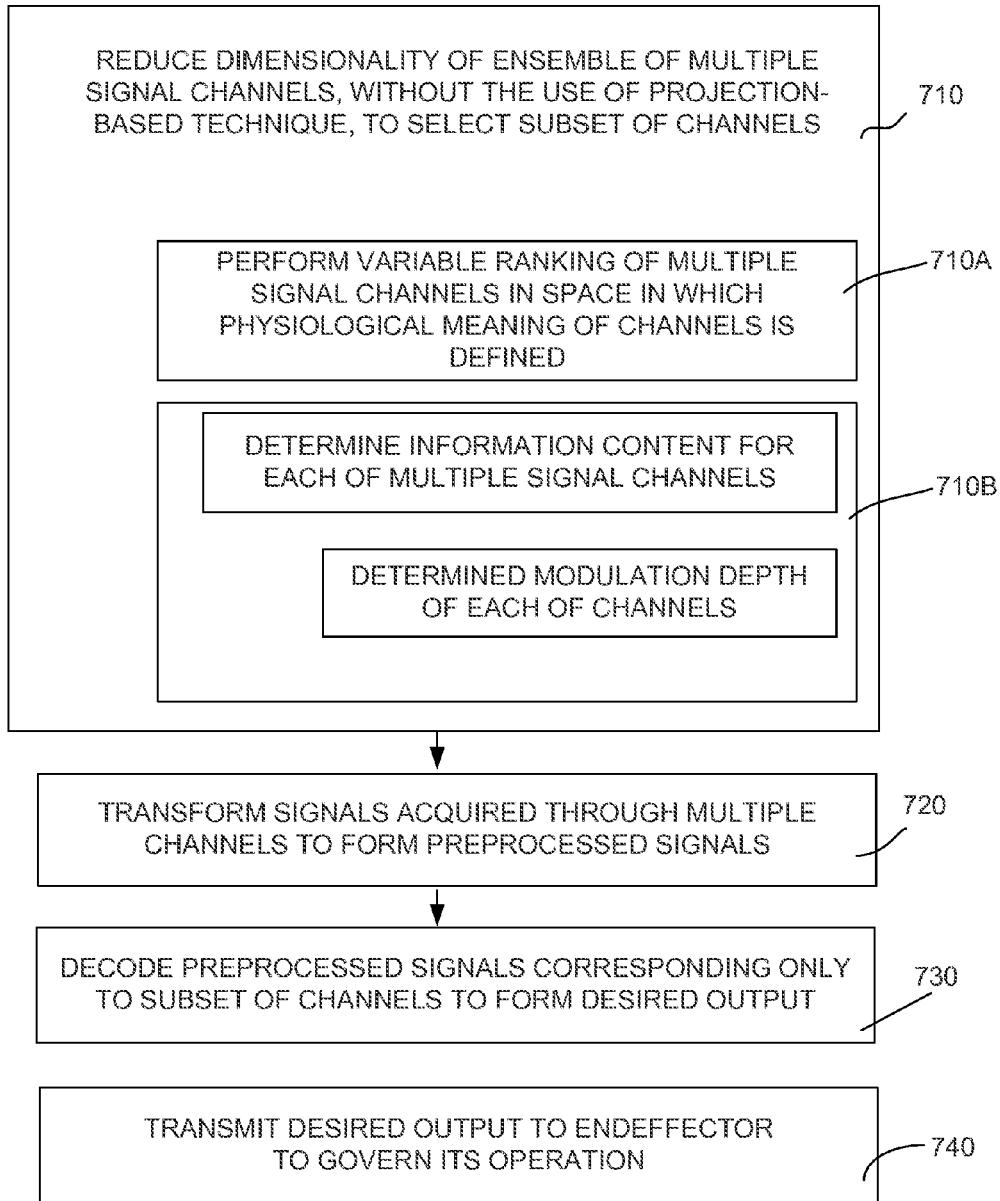 REDUCE DIMENSIONALITY OF ENSEMBLE OF MULTIPLE
SIGNAL CHANNELS, WITHOUT THE USE OF PROJECTION-
BASED TECHNIQUE, TO SELECT SUBSET OF CHANNELS
710
PERFORM VARIABLE RANKING OF MULTIPLE
SIGNAL CHANNELS IN SPACE IN WHICH
PHYSIOLOGICAL MEANING OF CHANNELS IS
DEFINED
710A
DETERMINE INFORMATION CONTENT FOR
EACH OF MULTIPLE SIGNAL CHANNELS
710B
DETERMINED MODULATION DEPTH
OF EACH OF CHANNELS
TRANSFORM SIGNALS ACQUIRED THROUGH MULTIPLE
CHANNELS TO FORM PREPROCESSED SIGNALS
720
DECODE PREPROCESSED SIGNALS CORRESPONDING ONLY
TO SUBSET OF CHANNELS TO FORM DESIRED OUTPUT
730
TRANSMIT DESIRED OUTPUT TO ENDEFFECTOR
TO GOVERN ITS OPERATION
740